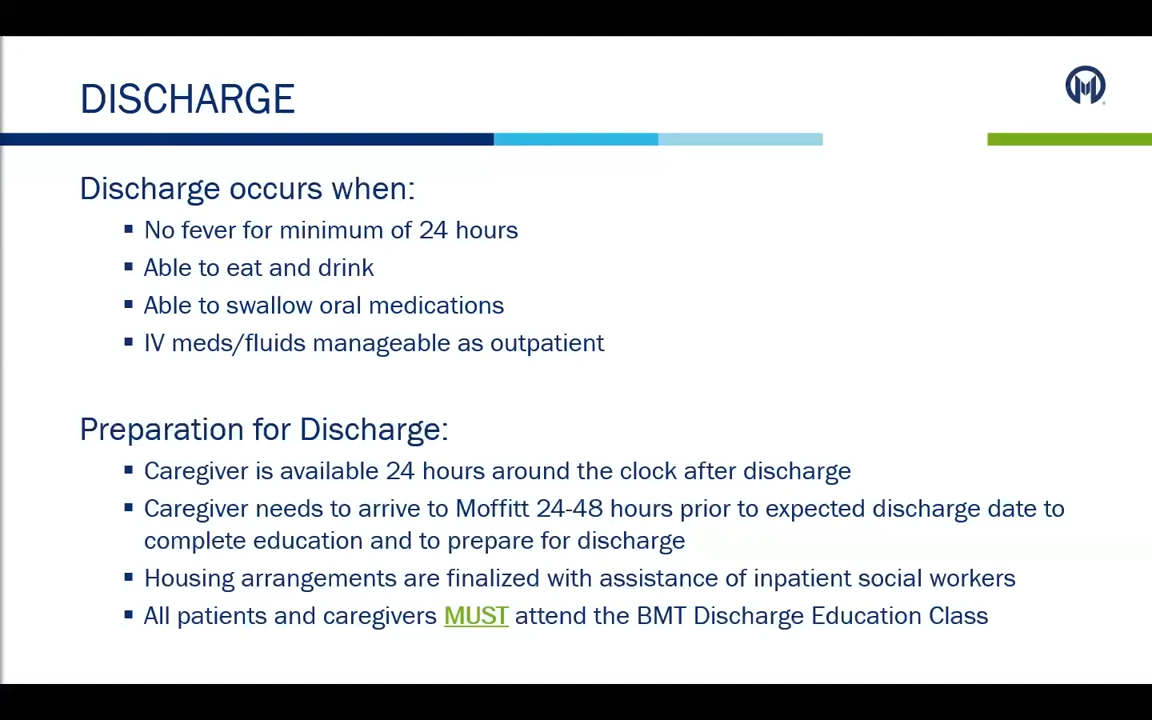 DISCHARGE
Discharge occurs when:
▪ No fever for minimum of 24 hours
▪ Able to eat and drink
▪ Able to swallow oral medications
▪ IV meds/fluids manageable as outpatient
Preparation for Discharge:
▪ Caregiver is available 24 hours around the clock after discharge
▪ Caregiver needs to arrive to Moffitt 24-48 hours prior to expected discharge date to
complete education and to prepare for discharge
▪ Housing arrangements are finalized with assistance of inpatient social workers
▪ All patients and caregivers MUST attend the BMT Discharge Education Class